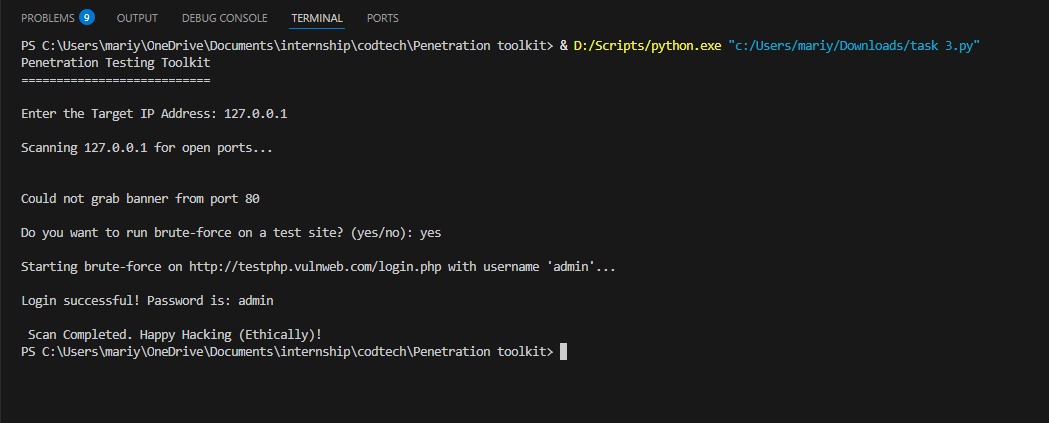 PROBLEMS 9 OUTPUT DEBUG CONSOLE TERMINAL PORTS
PS C:\Users\mariy\OneDrive\Documents\internship\codtech\Penetration toolkit> & D:/Scripts/python.exe "c:/Users/mariy/Downloads/task 3.py"
Penetration Testing Toolkit
===========================
Enter the Target IP Address: 127.0.0.1
Scanning 127.0.0.1 for open ports...
Could not grab banner from port 80
Do you want to run brute-force on a test site? (yes/no): yes
Starting brute-force on http://testphp.vulnweb.com/login.php with username 'admin'...
Login successful! Password is: admin
Scan Completed. Happy Hacking (Ethically)!
PS C:\Users\mariy\OneDrive\Documents\internship\codtech\Penetration toolkit>